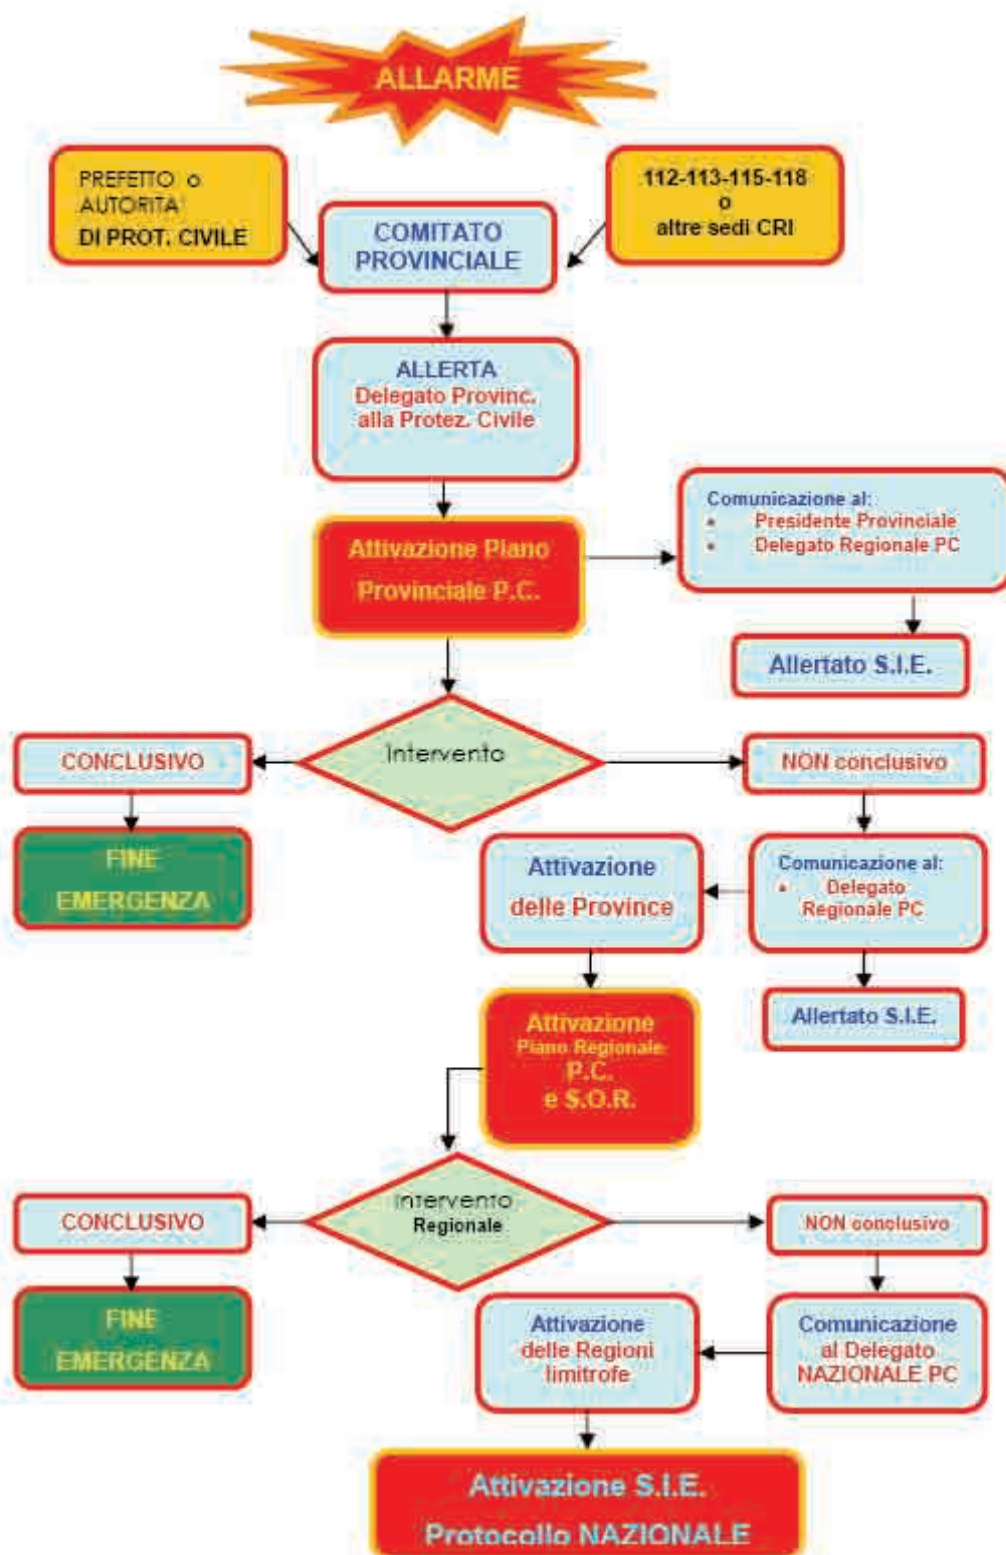 ALLARME
PREFETTO o
AUTORITA'
DI PROT. CIVILE
112-113-115-118
o
altre sedi CRI
COMITATO
PROVINCIALE
ALLERTA
Delegato Provinc.
alla Protez. Civile
Attivazione Piano
Provinciale P.C.
Comunicazione al:
• Presidente Provinciale
• Delegato Regionale PC
Allertato S.I.E.
Intervento
CONCLUSIVO
NON conclusivo
FINE
EMERGENZA
Attivazione
delle Province
Comunicazione al:
• Delegato
Regionale PC
Allertato S.I.E.
Attivazione
Piano Regionale
P.C.
e S.O.R.
Intervento
Regionale
CONCLUSIVO
NON conclusivo
FINE
EMERGENZA
Attivazione
delle Regioni
limitrofe
Comunicazione
al Delegato
NAZIONALE PC
Attivazione S.I.E.
Protocollo NAZIONALE